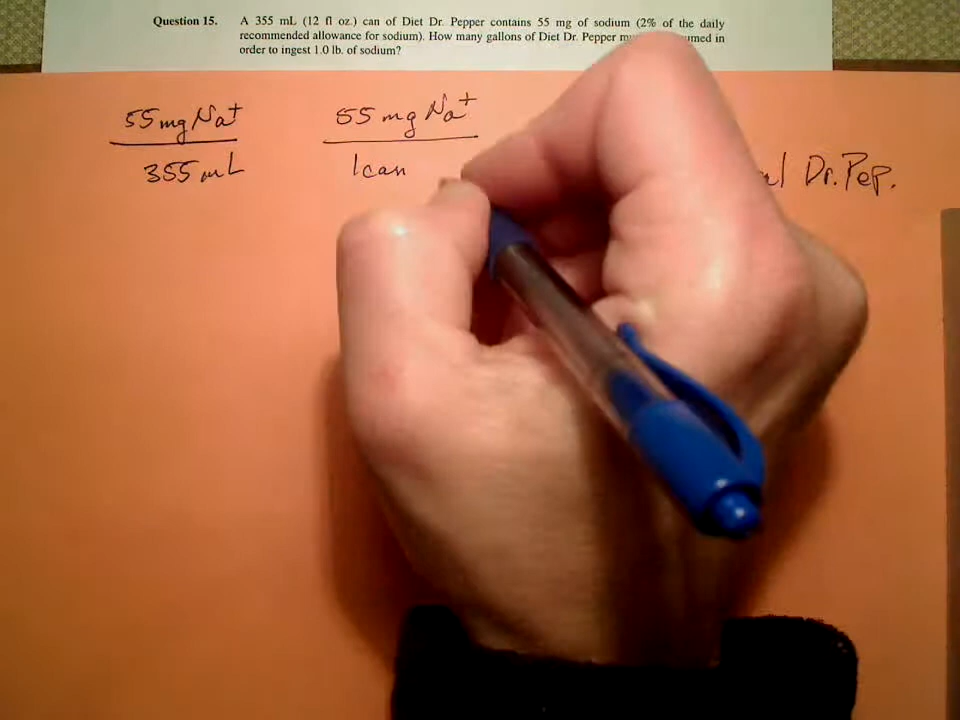 Question 15. A 355 mL (12 fl oz.) can of Diet Dr. Pepper contains 55 mg of sodium (2% of the daily
recommended allowance for sodium). How many gallons of Diet Dr. Pepper in
order to ingest 1.0 lb. of sodium?
55 mg Na+ 55 mg Na+
355 mL 1 can Dr. Pep.